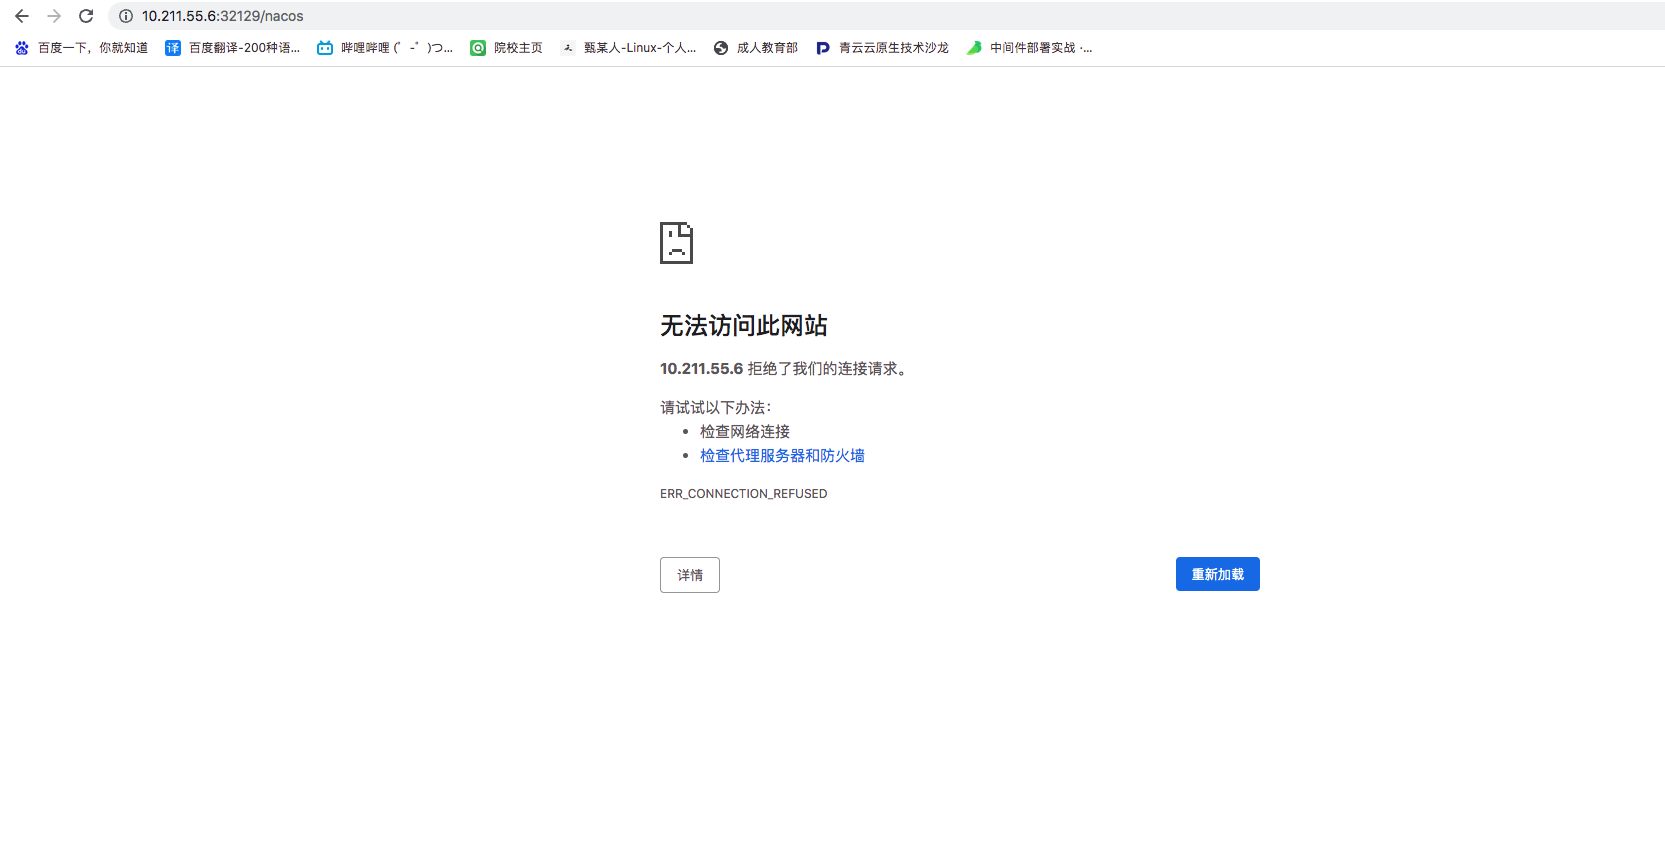 10.211.55.6:32129/nacos
百度一下，你就知道 译 百度翻译-200种语... 哔哩哔哩 (゜-゜)つ... 院校主页 甄某人-Linux-个人... 成人教育部 青云云原生技术沙龙 中间件部署实战 ·...
无法访问此网站
10.211.55.6 拒绝了我们的连接请求。
请试试以下办法：
检查网络连接
检查代理服务器和防火墙
ERR_CONNECTION_REFUSED
详情 重新加载